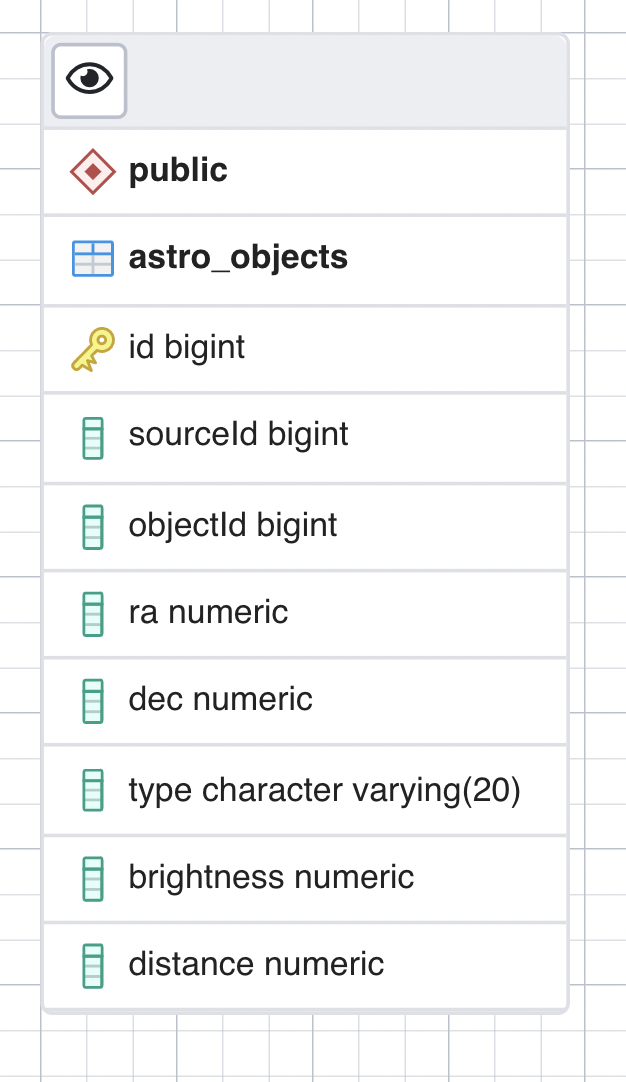 public
astro_objects
id bigint
sourceId bigint
objectId bigint
ra numeric
dec numeric
type character varying(20)
brightness numeric
distance numeric